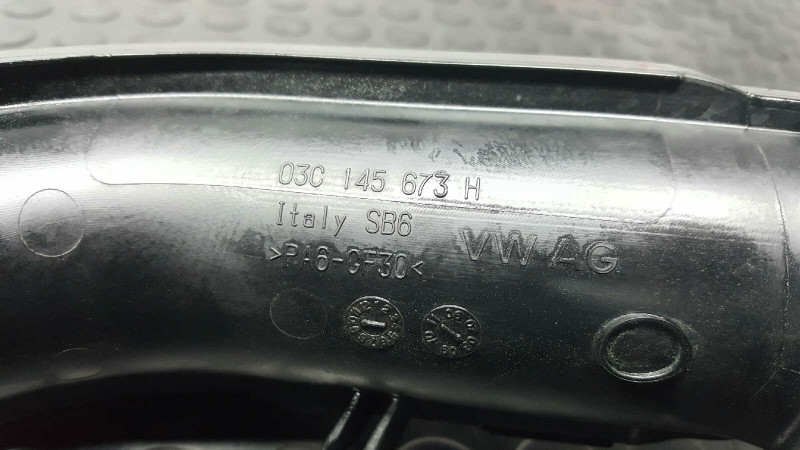 03C 145 673 H
Italy SB6
>PA6-GF30<
VW AG